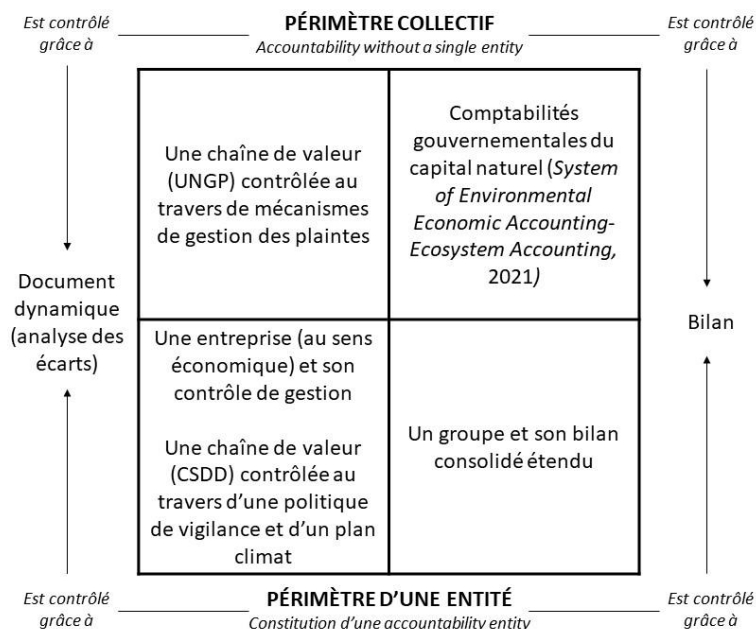 Est contrôlé
grâce à
PÉRIMÈTRE COLLECTIF
Accountability without a single entity
Est contrôlé
grâce à
Une chaîne de valeur
(UNGP) contrôlée au
travers de mécanismes
de gestion des plaintes
Comptabilités
gouvernementales du
capital naturel (System
of Environmental
Economic Accounting-
Ecosystem Accounting,
2021)
Document
dynamique
(analyse des
écarts)
Bilan
Une entreprise (au sens
économique) et son
contrôle de gestion
Une chaîne de valeur
(CSDD) contrôlée au
travers d’une politique
de vigilance et d’un plan
climat
Un groupe et son bilan
consolidé étendu
Est contrôlé
grâce à
PÉRIMÈTRE D’UNE ENTITÉ
Constitution d’une accountability entity
Est contrôlé
grâce à